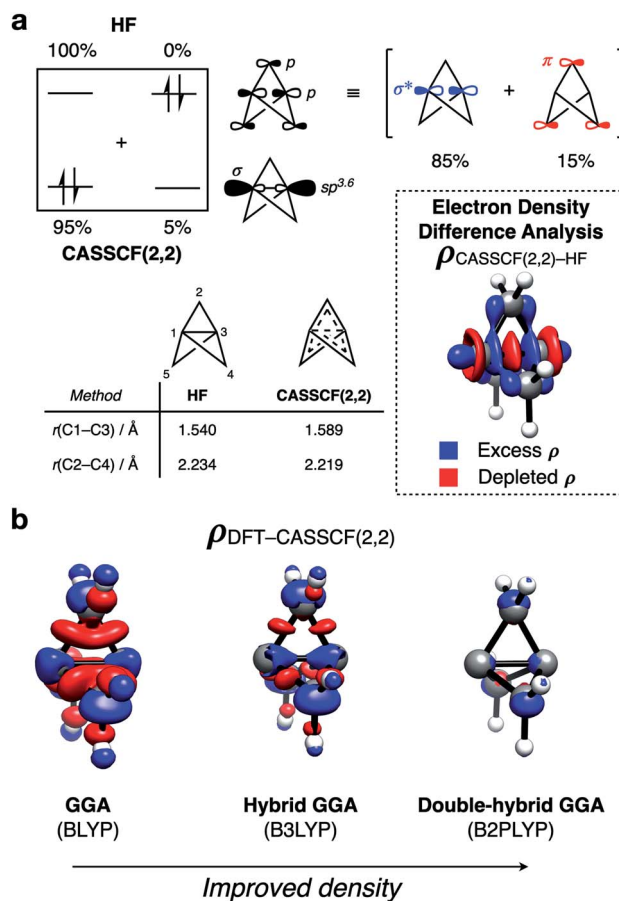 a
HF
100% 0%
+
95% 5%
CASSCF(2,2)
p
p
≡
σ* + π
85% 15%
σ
sp3.6
Electron Density
Difference Analysis
ρCASSCF(2,2)–HF
Excess ρ
Depleted ρ
2
1 3
5 4
Method HF CASSCF(2,2)
r(C1–C3) / Å 1.540 1.589
r(C2–C4) / Å 2.234 2.219
b
ρDFT–CASSCF(2,2)
GGA Hybrid GGA Double-hybrid GGA
(BLYP) (B3LYP) (B2PLYP)
Improved density